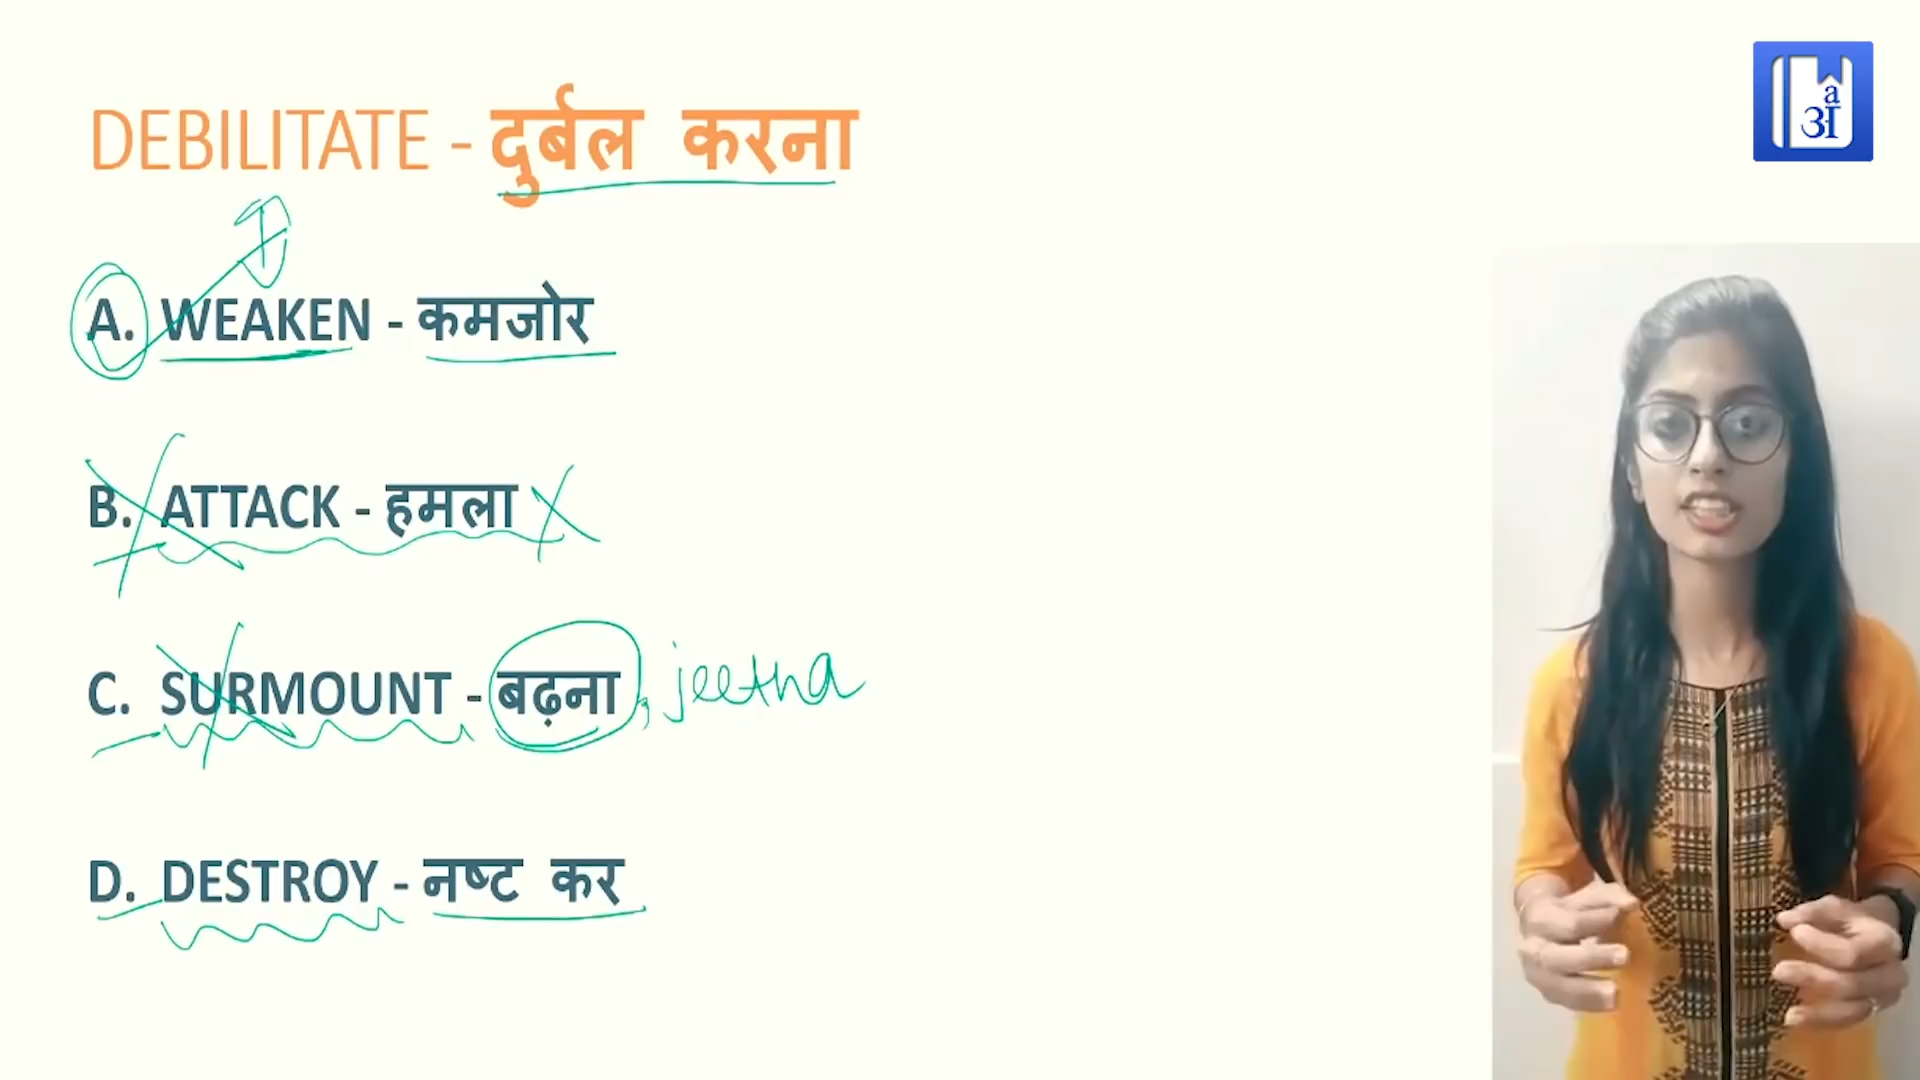 a
अ
DEBILITATE - दुर्बल करना
A. WEAKEN - कमजोर
B. ATTACK - हमला
C. SURMOUNT - बढ़ना, jeetna
D. DESTROY - नष्ट कर